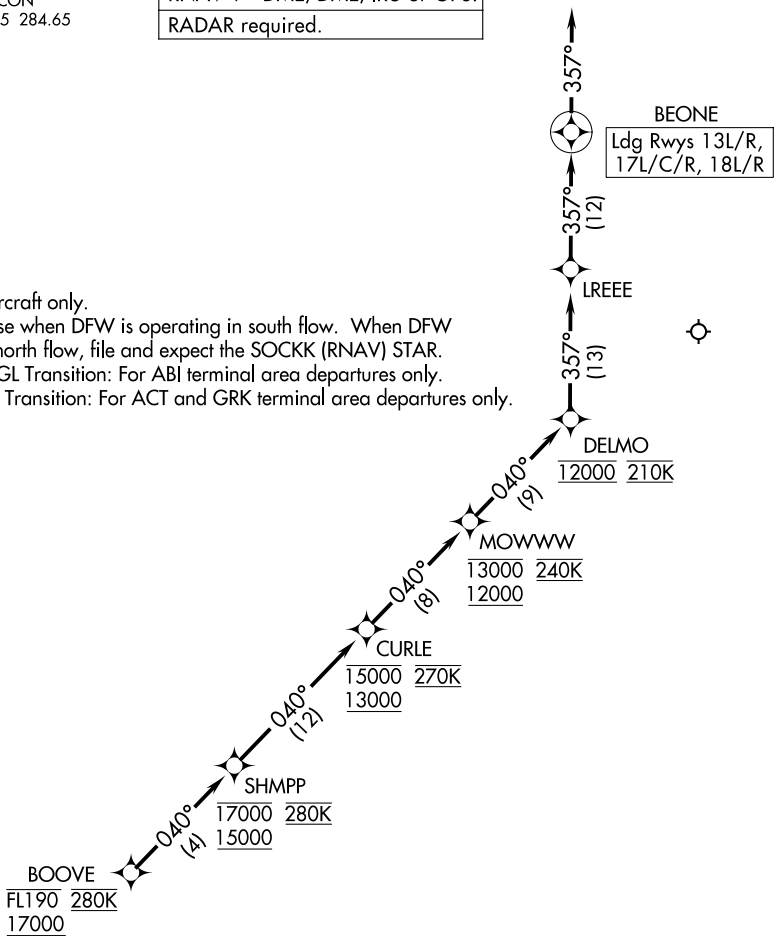 CON
5 284.65
RADAR required.
357°
BEONE
Ldg Rwys 13L/R,
17L/C/R, 18L/R
357°
(12)
LREEE
rcraft only.
se when DFW is operating in south flow. When DFW
north flow, file and expect the SOCKK (RNAV) STAR.
GL Transition: For ABI terminal area departures only.
Transition: For ACT and GRK terminal area departures only.
357°
(13)
DELMO
12000 210K
040°
(9)
MOWWW
13000 240K
12000
040°
(8)
CURLE
15000 270K
13000
040°
(12)
SHMPP
17000 280K
15000
040°
(4)
BOOVE
FL190 280K
17000